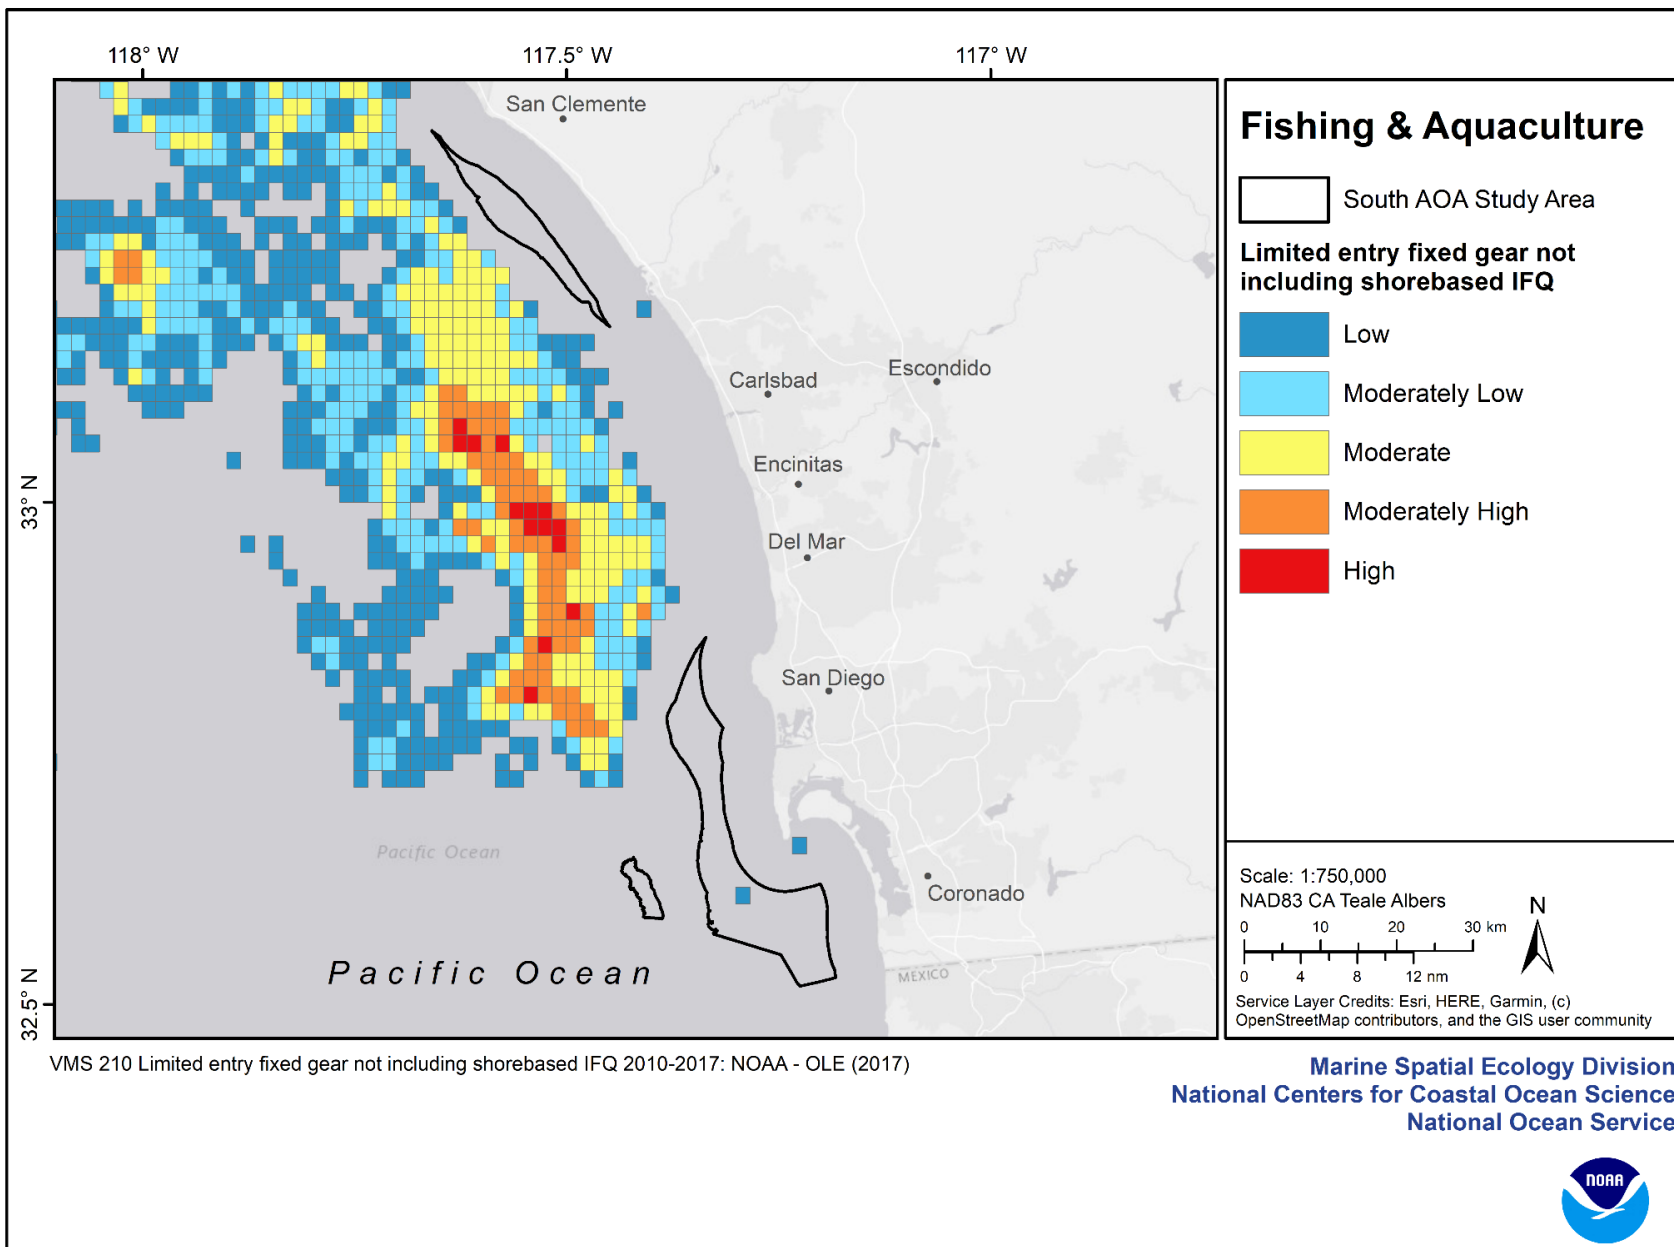 118° W
117.5° W
117° W
San Clemente
Carlsbad
Escondido
Encinitas
33° N
Del Mar
San Diego
Pacific Ocean
Coronado
Pacific Ocean
MEXICO
32.5° N
Fishing & Aquaculture
South AOA Study Area
Limited entry fixed gear not
including shorebased IFQ
Low
Moderately Low
Moderate
Moderately High
High
Scale: 1:750,000
NAD83 CA Teale Albers
0 10 20 30 km
0 4 8 12 nm
N
Service Layer Credits: Esri, HERE, Garmin, (c)
OpenStreetMap contributors, and the GIS user community
VMS 210 Limited entry fixed gear not including shorebased IFQ 2010-2017: NOAA - OLE (2017)
Marine Spatial Ecology Division
National Centers for Coastal Ocean Science
National Ocean Service
NOAA